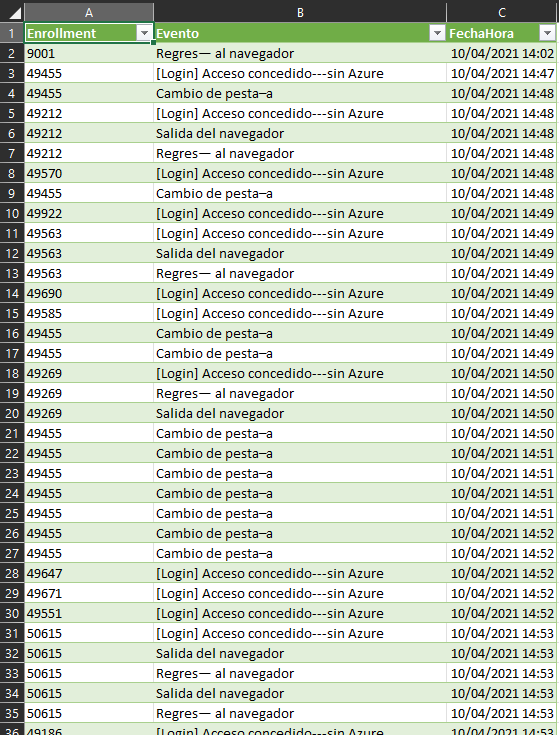 A B C
1 Enrollment Evento FechaHora
2 9001 Regres— al navegador 10/04/2021 14:02
3 49455 [Login] Acceso concedido---sin Azure 10/04/2021 14:47
4 49455 Cambio de pesta–a 10/04/2021 14:48
5 49212 [Login] Acceso concedido---sin Azure 10/04/2021 14:48
6 49212 Salida del navegador 10/04/2021 14:48
7 49212 Regres— al navegador 10/04/2021 14:48
8 49570 [Login] Acceso concedido---sin Azure 10/04/2021 14:48
9 49455 Cambio de pesta–a 10/04/2021 14:48
10 49922 [Login] Acceso concedido---sin Azure 10/04/2021 14:49
11 49563 [Login] Acceso concedido---sin Azure 10/04/2021 14:49
12 49563 Salida del navegador 10/04/2021 14:49
13 49563 Regres— al navegador 10/04/2021 14:49
14 49690 [Login] Acceso concedido---sin Azure 10/04/2021 14:49
15 49585 [Login] Acceso concedido---sin Azure 10/04/2021 14:49
16 49455 Cambio de pesta–a 10/04/2021 14:49
17 49455 Cambio de pesta–a 10/04/2021 14:49
18 49269 [Login] Acceso concedido---sin Azure 10/04/2021 14:50
19 49269 Regres— al navegador 10/04/2021 14:50
20 49269 Salida del navegador 10/04/2021 14:50
21 49455 Cambio de pesta–a 10/04/2021 14:50
22 49455 Cambio de pesta–a 10/04/2021 14:51
23 49455 Cambio de pesta–a 10/04/2021 14:51
24 49455 Cambio de pesta–a 10/04/2021 14:51
25 49455 Cambio de pesta–a 10/04/2021 14:51
26 49455 Cambio de pesta–a 10/04/2021 14:52
27 49455 Cambio de pesta–a 10/04/2021 14:52
28 49647 [Login] Acceso concedido---sin Azure 10/04/2021 14:52
29 49671 [Login] Acceso concedido---sin Azure 10/04/2021 14:52
30 49551 [Login] Acceso concedido---sin Azure 10/04/2021 14:52
31 50615 [Login] Acceso concedido---sin Azure 10/04/2021 14:53
32 50615 Salida del navegador 10/04/2021 14:53
33 50615 Regres— al navegador 10/04/2021 14:53
34 50615 Salida del navegador 10/04/2021 14:53
35 50615 Regres— al navegador 10/04/2021 14:53
36 49186 [Login] Acceso concedido---sin Azure 10/04/2021 14:53